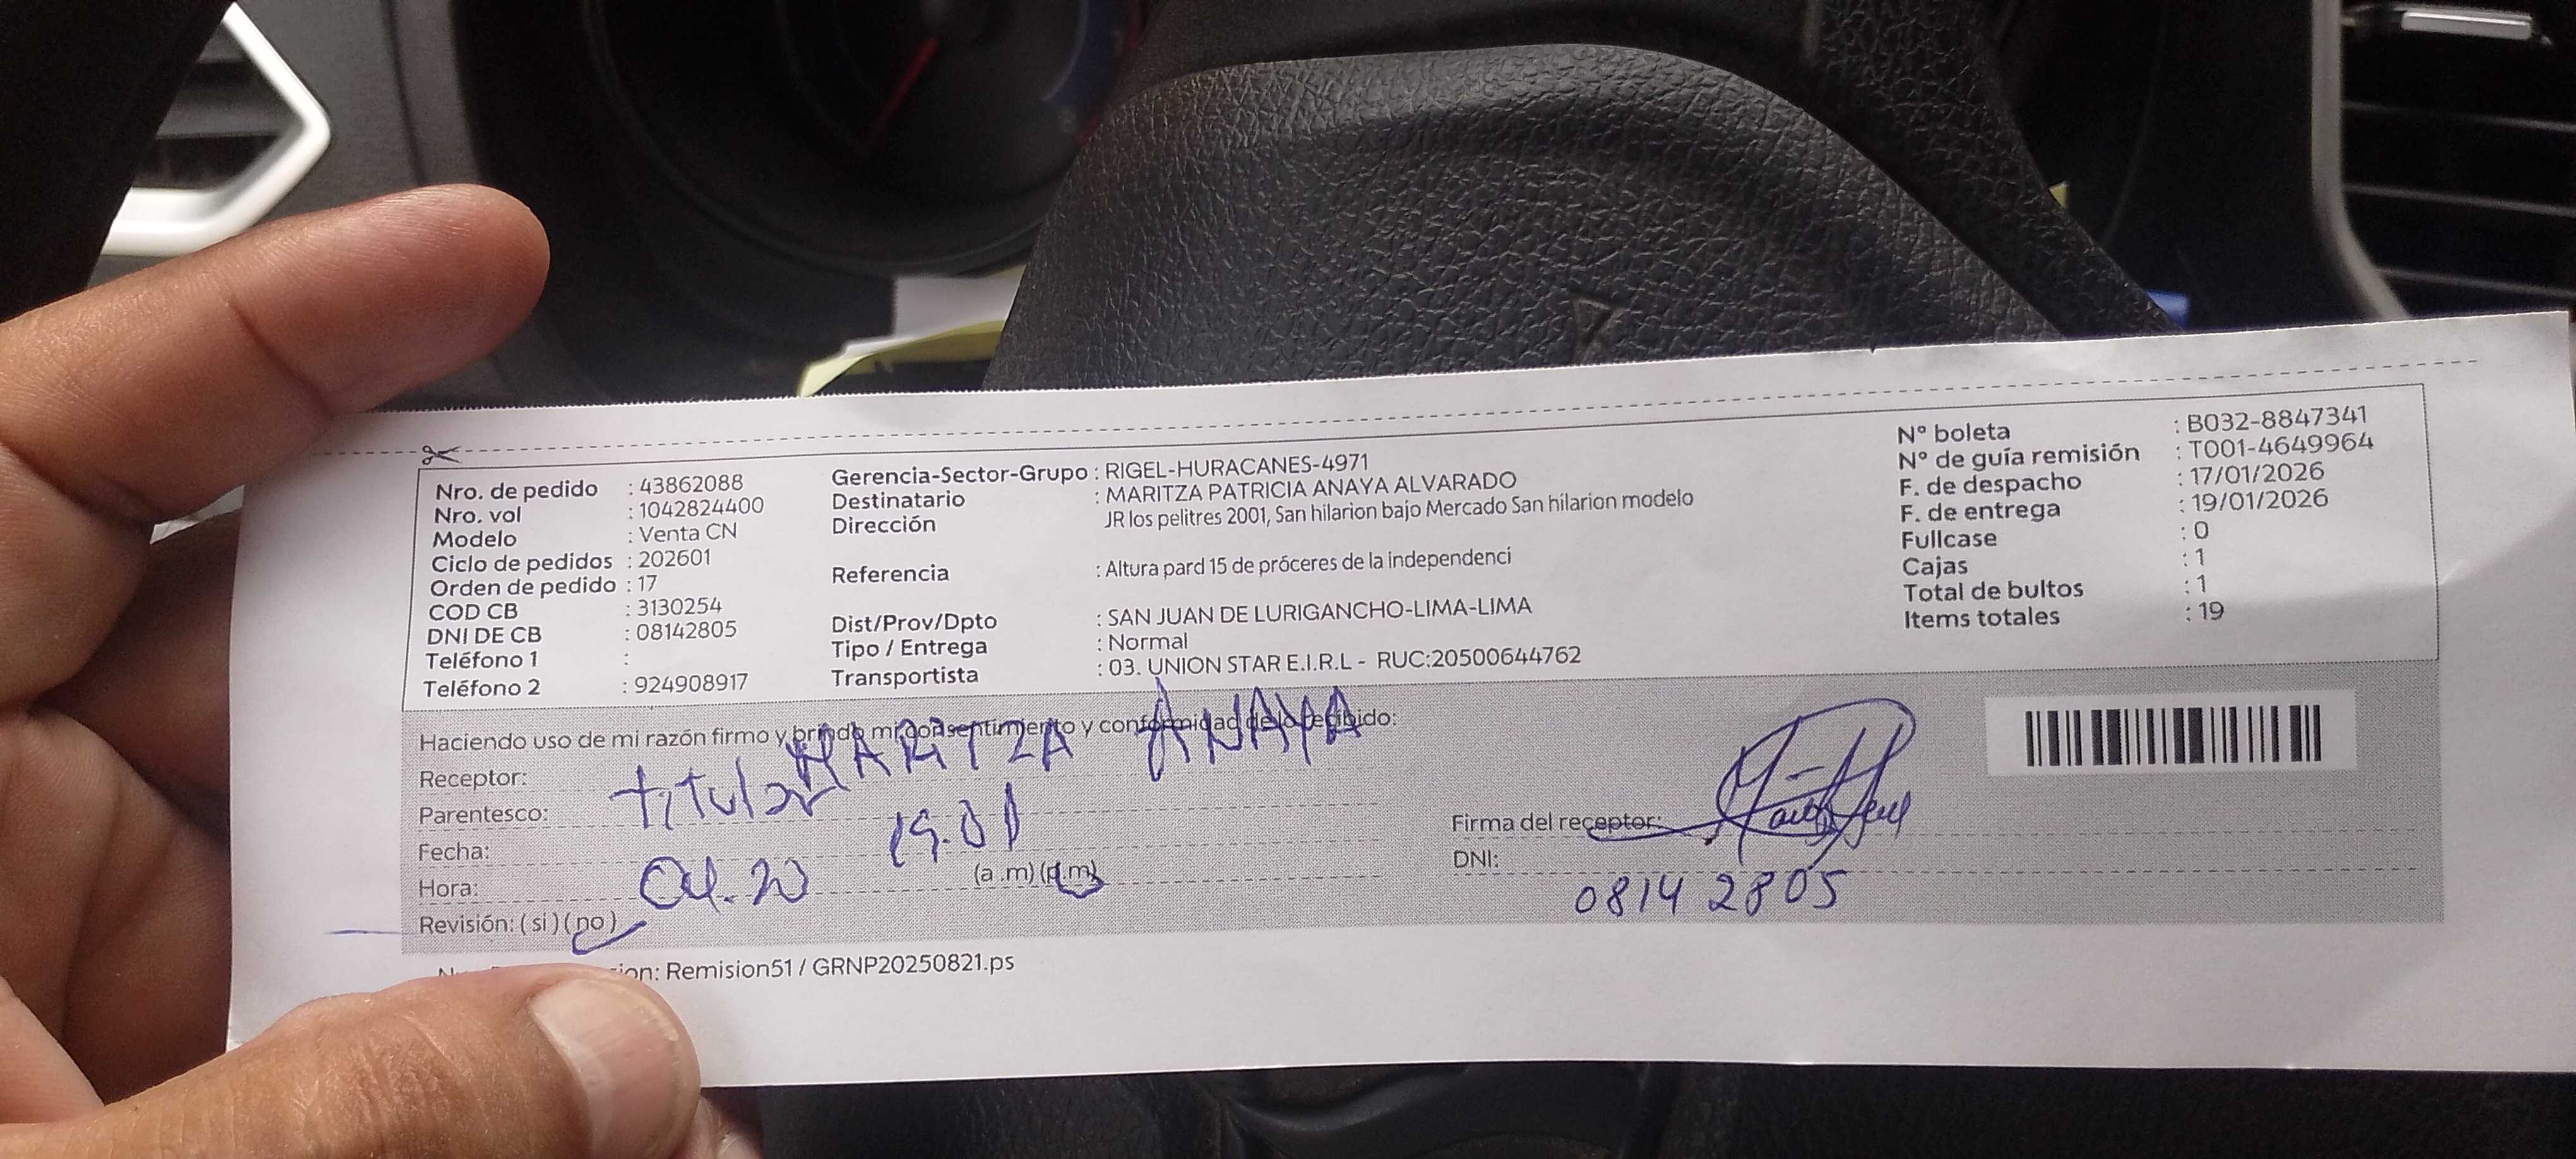 Nro. de pedido : 43862088
Nro. vol : 1042824400
Modelo : Venta CN
Ciclo de pedidos : 202601
Orden de pedido : 17
COD CB : 3130254
DNI DE CB : 08142805
Teléfono 1 :
Teléfono 2 : 924908917
Gerencia-Sector-Grupo : RIGEL-HURACANES-4971
Destinatario : MARITZA PATRICIA ANAYA ALVARADO
Dirección JR los pelitres 2001, San hilarion bajo Mercado San hilarion modelo
Referencia : Altura pard 15 de próceres de la independenci
Dist/Prov/Dpto : SAN JUAN DE LURIGANCHO-LIMA-LIMA
Tipo / Entrega : Normal
Transportista : 03. UNION STAR E.I.R.L - RUC:20500644762
N° boleta : B032-8847341
N° de guía remisión : T001-4649964
F. de despacho : 17/01/2026
F. de entrega : 19/01/2026
Fullcase : 0
Cajas : 1
Total de bultos : 1
Items totales : 19
Haciendo uso de mi razón firmo y brindo mi consentimiento y conformidad de lo recibido:
Receptor: MARITZA ANAYA
Parentesco: titular
Fecha: 19.01
Hora: 04.20 (a .m) (p.m)
Revisión: ( si ) ( no )
Firma del receptor:
DNI: 08142805
ion: Remision51 / GRNP20250821.ps